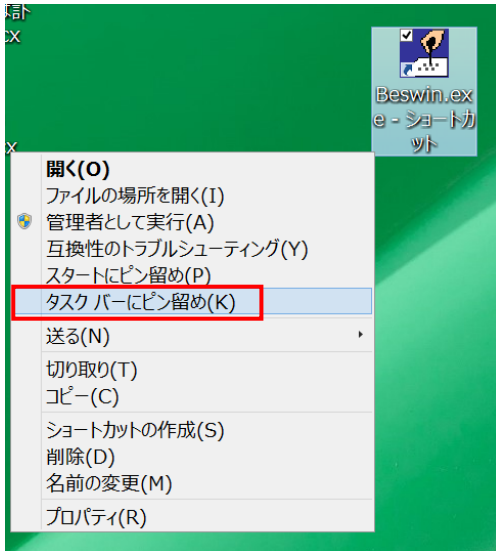 計
X
Beswin.ex
e - ショートカ
ット
X
開く(O)
ファイルの場所を開く(I)
管理者として実行(A)
互換性のトラブルシューティング(Y)
スタートにピン留め(P)
タスク バーにピン留め(K)
送る(N)
切り取り(T)
コピー(C)
ショートカットの作成(S)
削除(D)
名前の変更(M)
プロパティ(R)